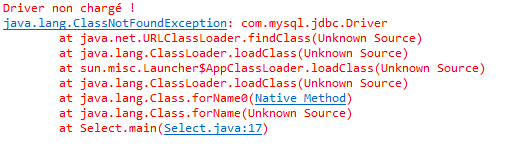 Driver non chargé !
java.lang.ClassNotFoundException: com.mysql.jdbc.Driver
at java.net.URLClassLoader.findClass(Unknown Source)
at java.lang.ClassLoader.loadClass(Unknown Source)
at sun.misc.Launcher$AppClassLoader.loadClass(Unknown Source)
at java.lang.ClassLoader.loadClass(Unknown Source)
at java.lang.Class.forName0(Native Method)
at java.lang.Class.forName(Unknown Source)
at Select.main(Select.java:17)